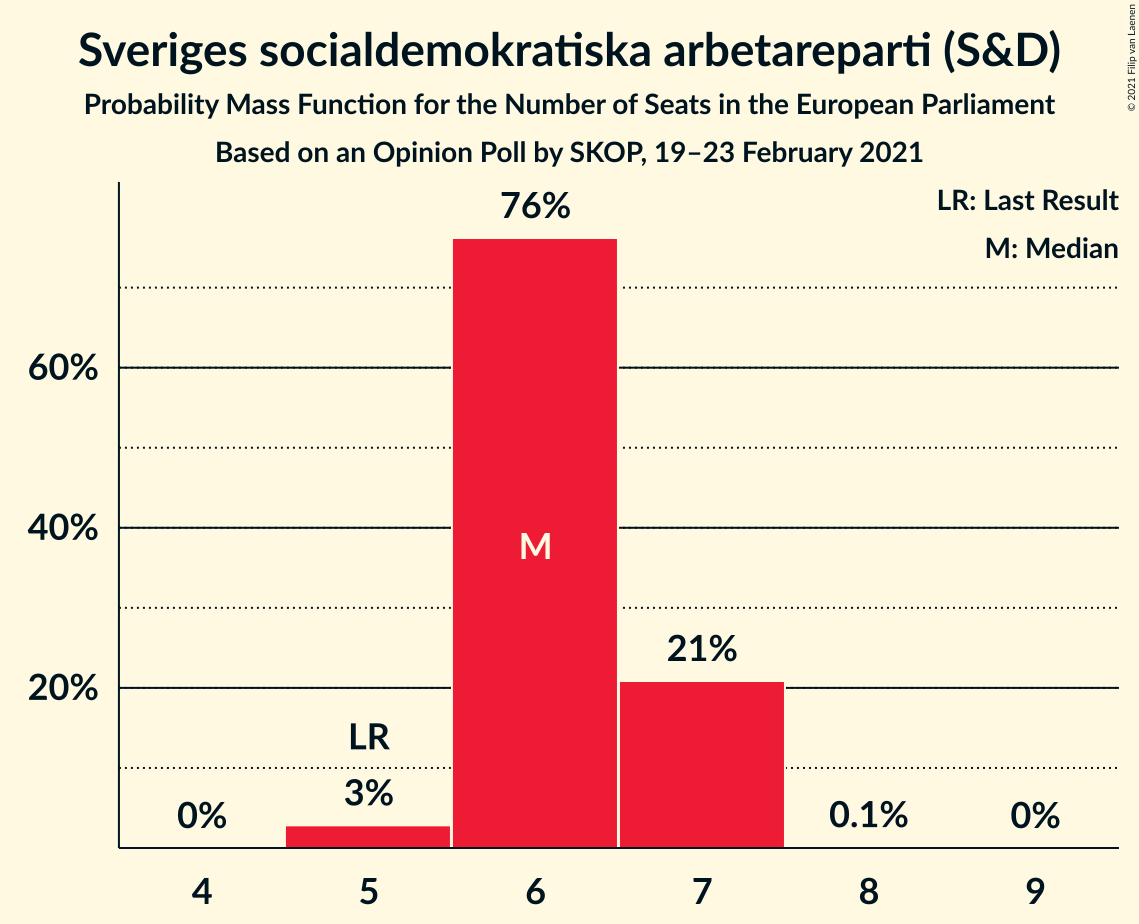 Sveriges socialdemokratiska arbetareparti (S&D)
Probability Mass Function for the Number of Seats in the European Parliament
Based on an Opinion Poll by SKOP, 19–23 February 2021
© 2021 Filip van Laenen
LR: Last Result
M: Median
76%
60%
40%
M
21%
20%
LR
3%
0%
0.1%
0%
4 5 6 7 8 9